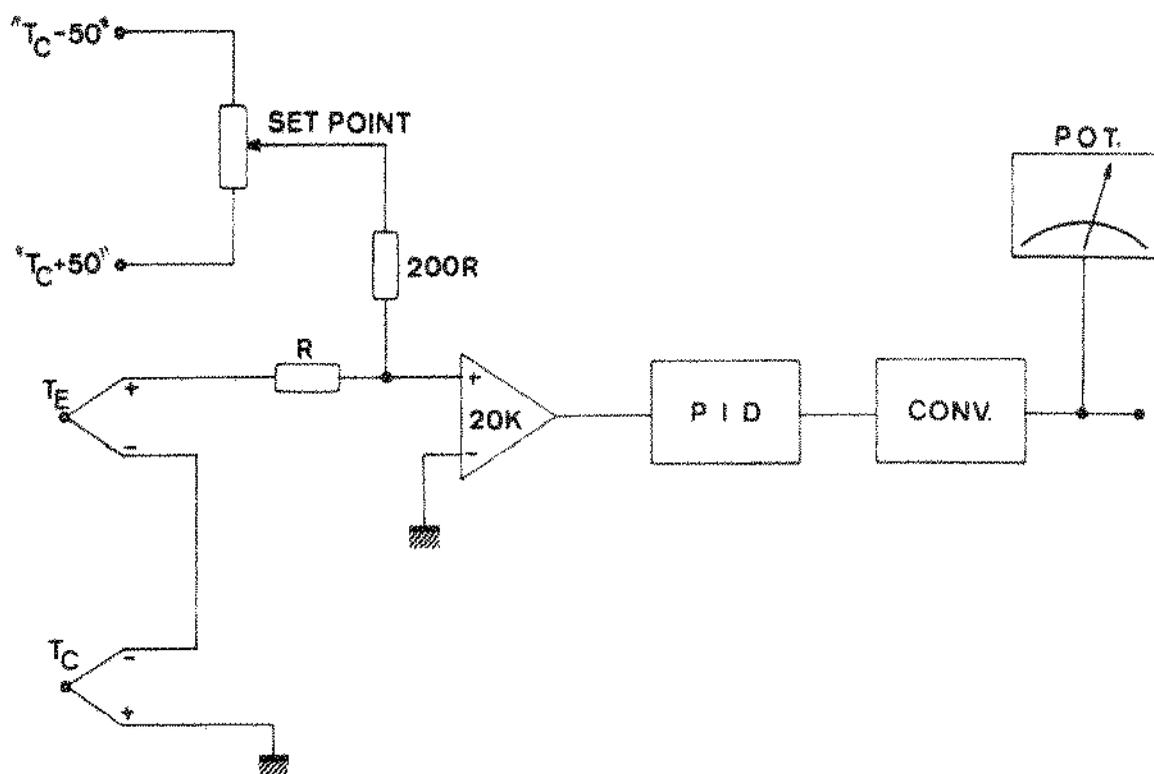 "T_C-50"
SET POINT
P O T.
"T_C+50"
200R
R
T_E
+
-
+
20K
-
P I D
CONV.
T_C
-
+